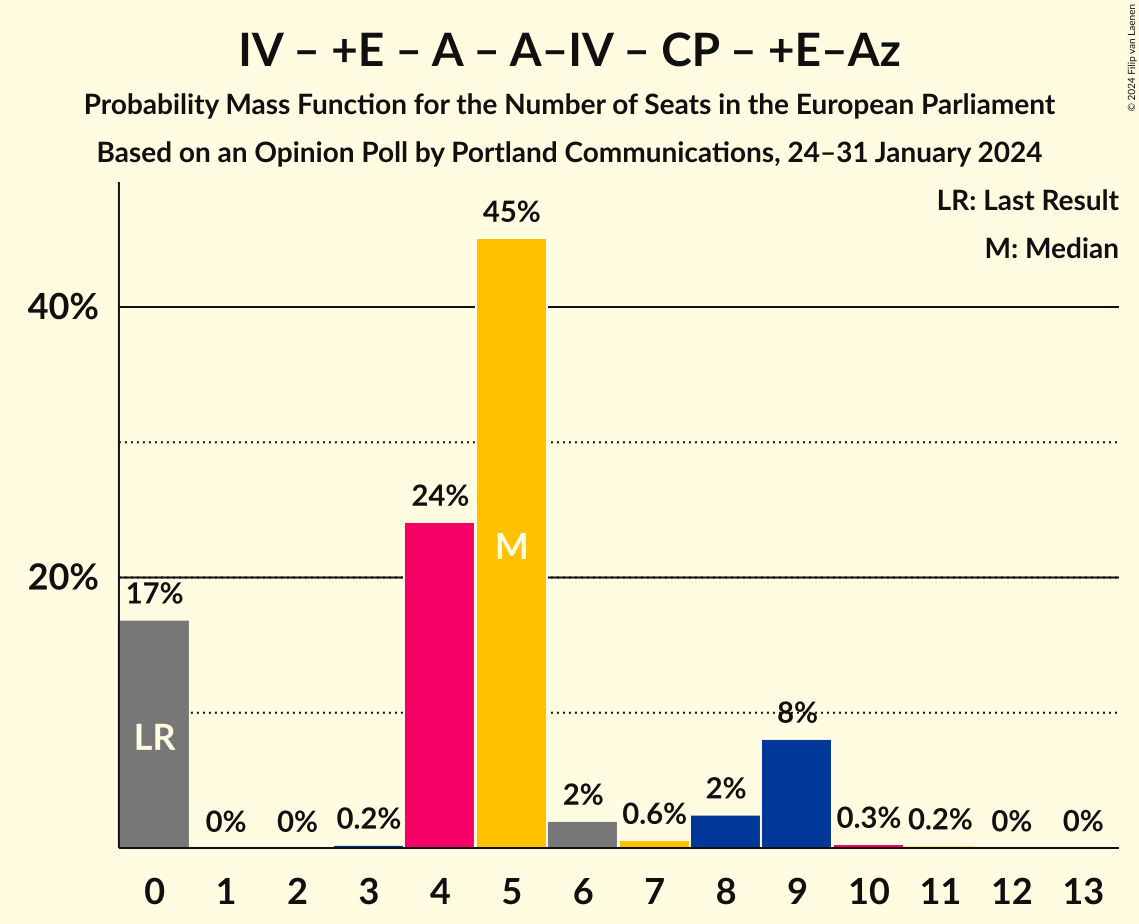 IV – +E – A – A–IV – CP – +E–Az
Probability Mass Function for the Number of Seats in the European Parliament
Based on an Opinion Poll by Portland Communications, 24–31 January 2024
© 2024 Filip van Laenen
LR: Last Result
M: Median
45%
40%
24%
M
20%
17%
LR
8%
0% 0% 0.2% 2% 0.6% 2% 0.3% 0.2% 0% 0%
0 1 2 3 4 5 6 7 8 9 10 11 12 13